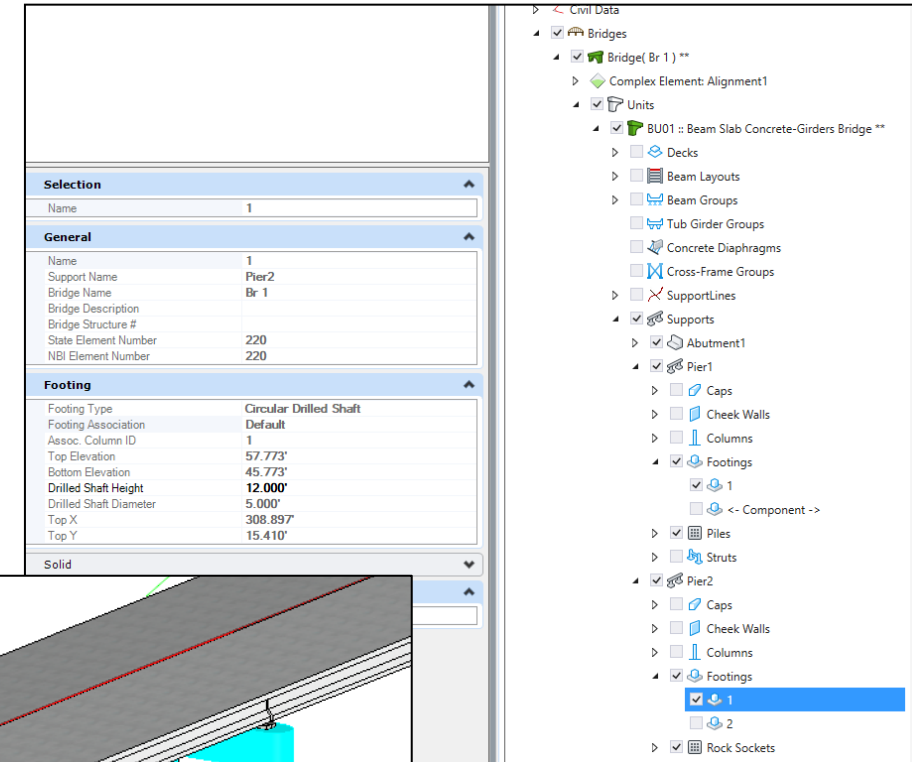 Selection
Name 1
General
Name 1
Support Name Pier2
Bridge Name Br 1
Bridge Description
Bridge Structure #
State Element Number 220
NBI Element Number 220
Footing
Footing Type Circular Drilled Shaft
Footing Association Default
Assoc. Column ID 1
Top Elevation 57.773'
Bottom Elevation 45.773'
Drilled Shaft Height 12.000'
Drilled Shaft Diameter 5.000'
Top X 308.897'
Top Y 15.410'
Solid
Civil Data
Bridges
Bridge( Br 1 ) **
Complex Element: Alignment1
Units
BU01 :: Beam Slab Concrete-Girders Bridge **
Decks
Beam Layouts
Beam Groups
Tub Girder Groups
Concrete Diaphragms
Cross-Frame Groups
SupportLines
Supports
Abutment1
Pier1
Caps
Cheek Walls
Columns
Footings
1
<- Component ->
Piles
Struts
Pier2
Caps
Cheek Walls
Columns
Footings
1
2
Rock Sockets